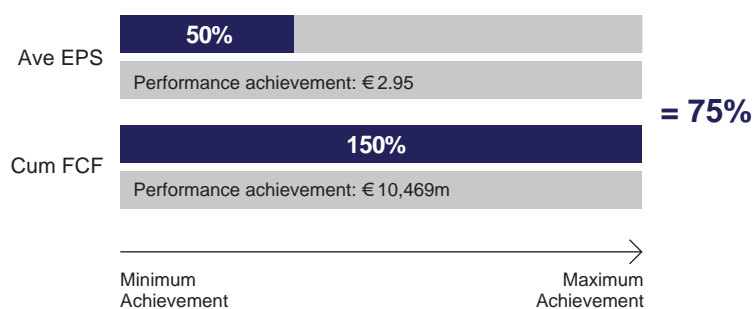 50%
Ave EPS
Performance achievement: €2.95
= 75%
150%
Cum FCF
Performance achievement: €10,469m
Minimum
Achievement
Maximum
Achievement